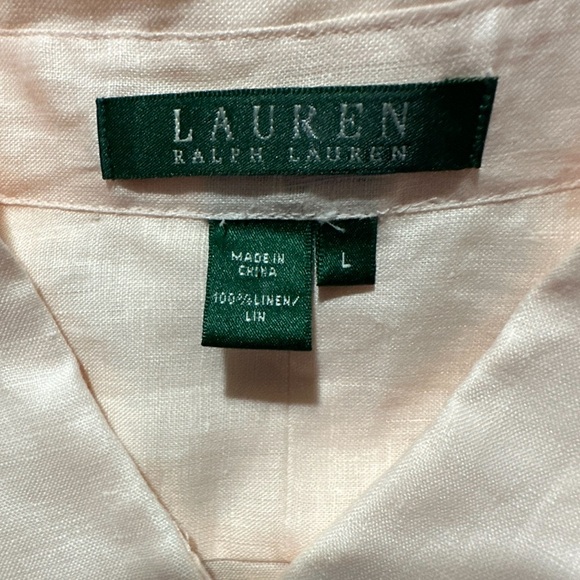 LAUREN
RALPH LAUREN
L
MADE IN
CHINA
100% LINEN/
LIN